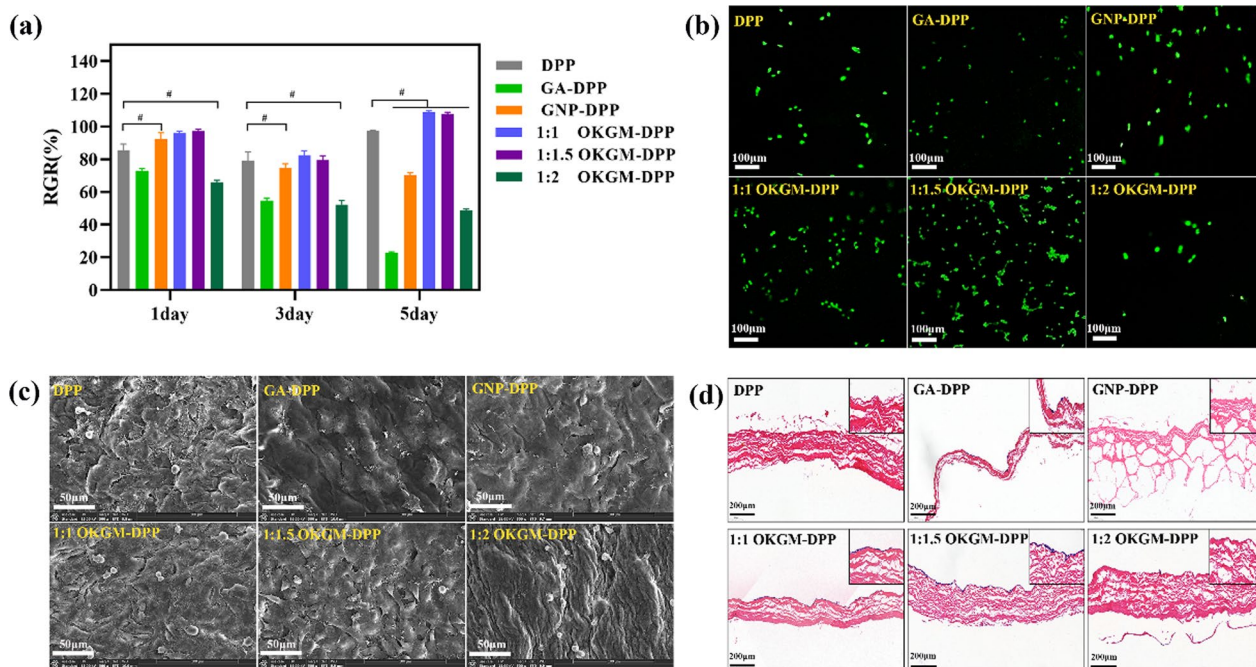 (a)
140
120
100
80
60
40
20
0
RGR(%)
#
#
#
#
#
1day
3day
5day
DPP
GA-DPP
GNP-DPP
1:1 OKGM-DPP
1:1.5 OKGM-DPP
1:2 OKGM-DPP
(b)
DPP
GA-DPP
GNP-DPP
100μm
100μm
100μm
1:1 OKGM-DPP
1:1.5 OKGM-DPP
1:2 OKGM-DPP
100μm
100μm
100μm
(c)
DPP
GA-DPP
GNP-DPP
50μm
50μm
50μm
1:1 OKGM-DPP
1:1.5 OKGM-DPP
1:2 OKGM-DPP
50μm
50μm
50μm
(d)
DPP
GA-DPP
GNP-DPP
200μm
200μm
200μm
1:1 OKGM-DPP
1:1.5 OKGM-DPP
1:2 OKGM-DPP
200μm
200μm
200μm